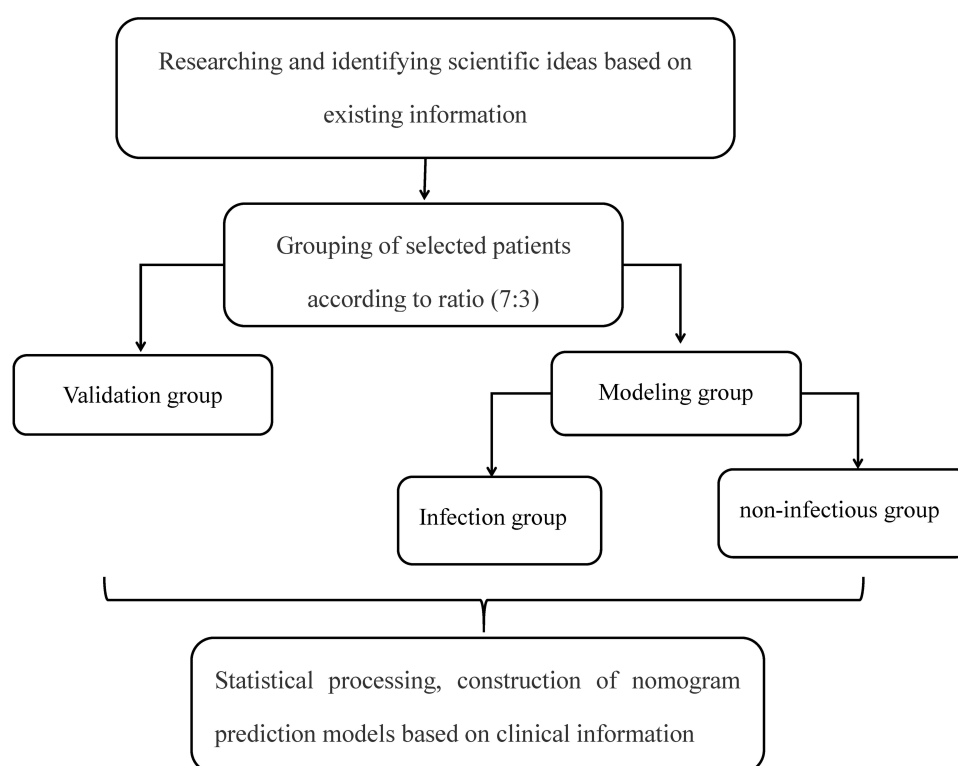 Researching and identifying scientific ideas based on
existing information
Grouping of selected patients
according to ratio (7:3)
Validation group
Modeling group
Infection group
non-infectious group
Statistical processing, construction of nomogram
prediction models based on clinical information